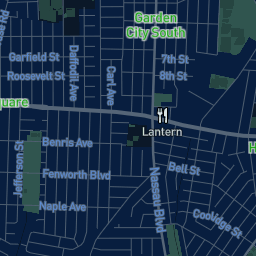 Garden
City South
Garfield St
7th St
Roosevelt St
8th St
Daffodil Ave
Cart Ave
Lantern
Benris Ave
Jefferson St
Fenworth Blvd
Bell St
Nassau Blvd
Naple Ave
Coolidge St